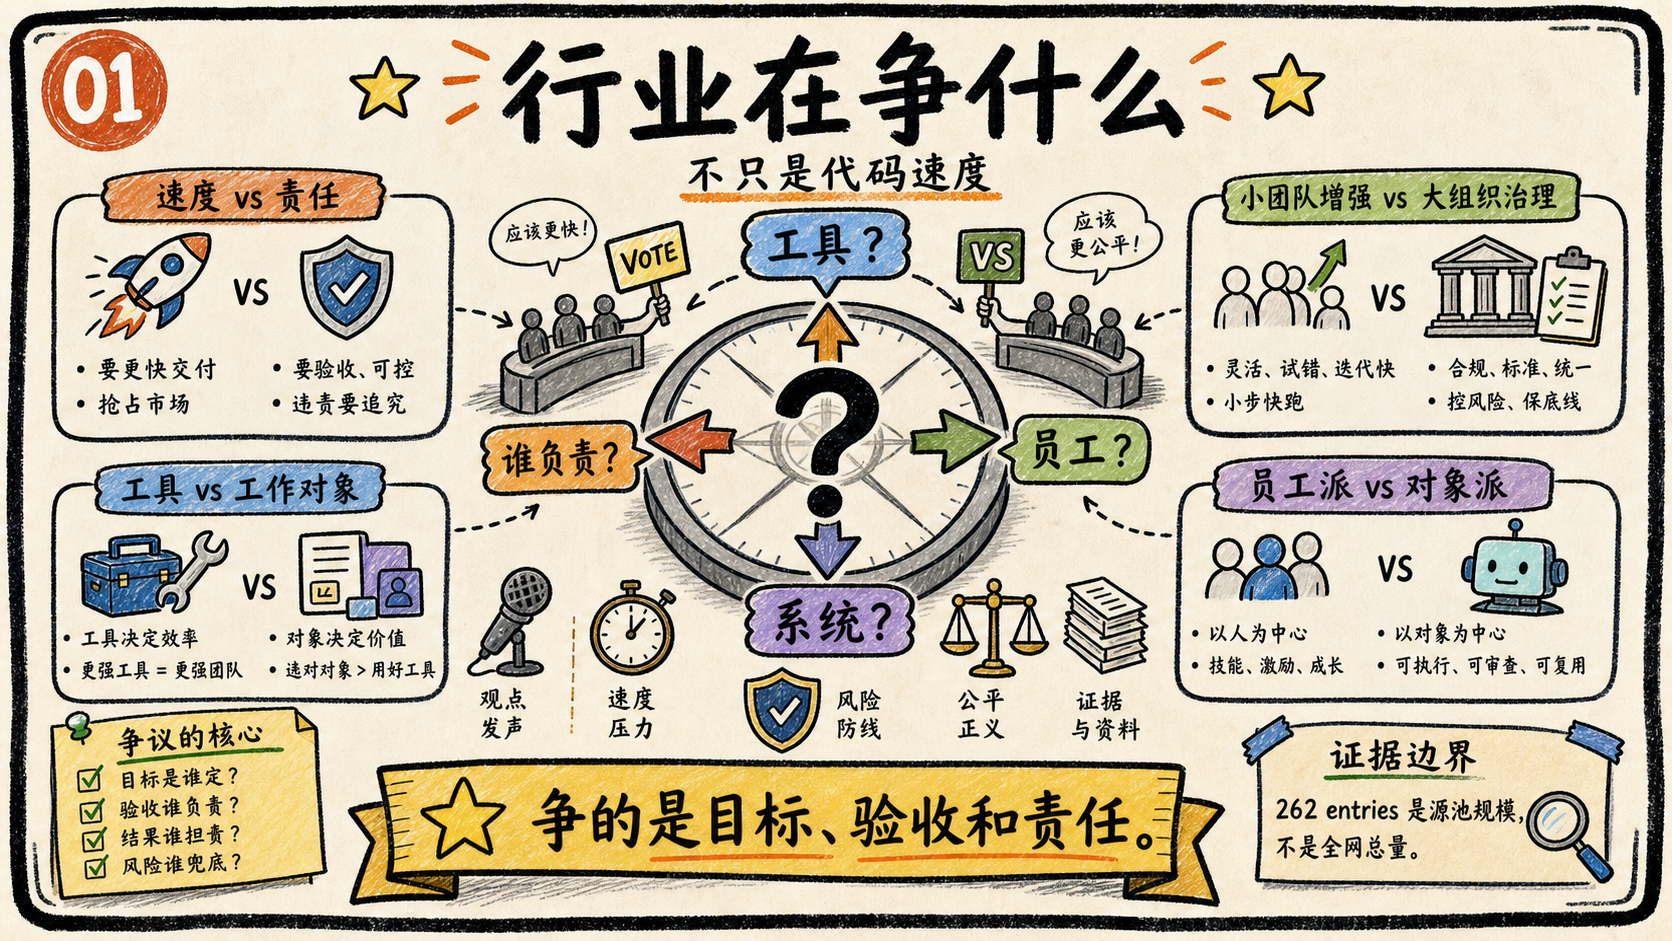 01
行业在争什么
不只是代码速度
速度 vs 责任
VS
• 要更快交付
• 抢占市场
• 要验收、可控
• 违责要追究
应该更快！
VOTE
工具？
VS
应该
更公平！
谁负责？
?
员工？
系统？
小团队增强 vs 大组织治理
VS
• 灵活、试错、迭代快
• 小步快跑
• 合规、标准、统一
• 控风险、保底线
工具 vs 工作对象
VS
• 工具决定效率
• 更强工具 = 更强团队
• 对象决定价值
• 选对对象 > 用好工具
员工派 vs 对象派
VS
• 以人为中心
• 技能、激励、成长
• 以对象为中心
• 可执行、可审查、可复用
观点
发声
速度
压力
风险
防线
公平
正义
证据
与资料
争议的核心
目标是谁定？
验收谁负责？
结果谁担责？
风险谁兜底？
争的是目标、验收和责任。
证据边界
262 entries 是源池规模，
不是全网总量。